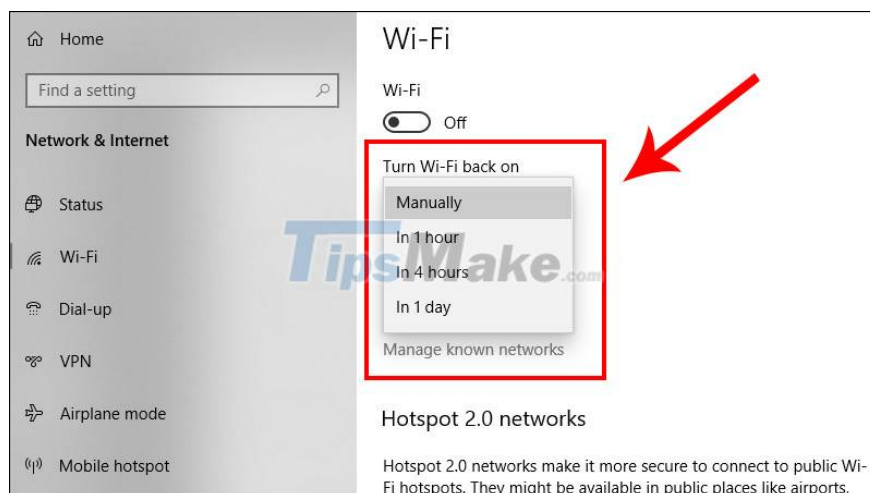 Home
Find a setting
Network & Internet
Status
Wi-Fi
Dial-up
VPN
Airplane mode
Mobile hotspot
Wi-Fi
Wi-Fi
Off
Turn Wi-Fi back on
Manually
In 1 hour
In 4 hours
In 1 day
Manage known networks
Hotspot 2.0 networks
Hotspot 2.0 networks make it more secure to connect to public Wi-
Fi hotspots. They might be available in public places like airports,
TipsMake.com